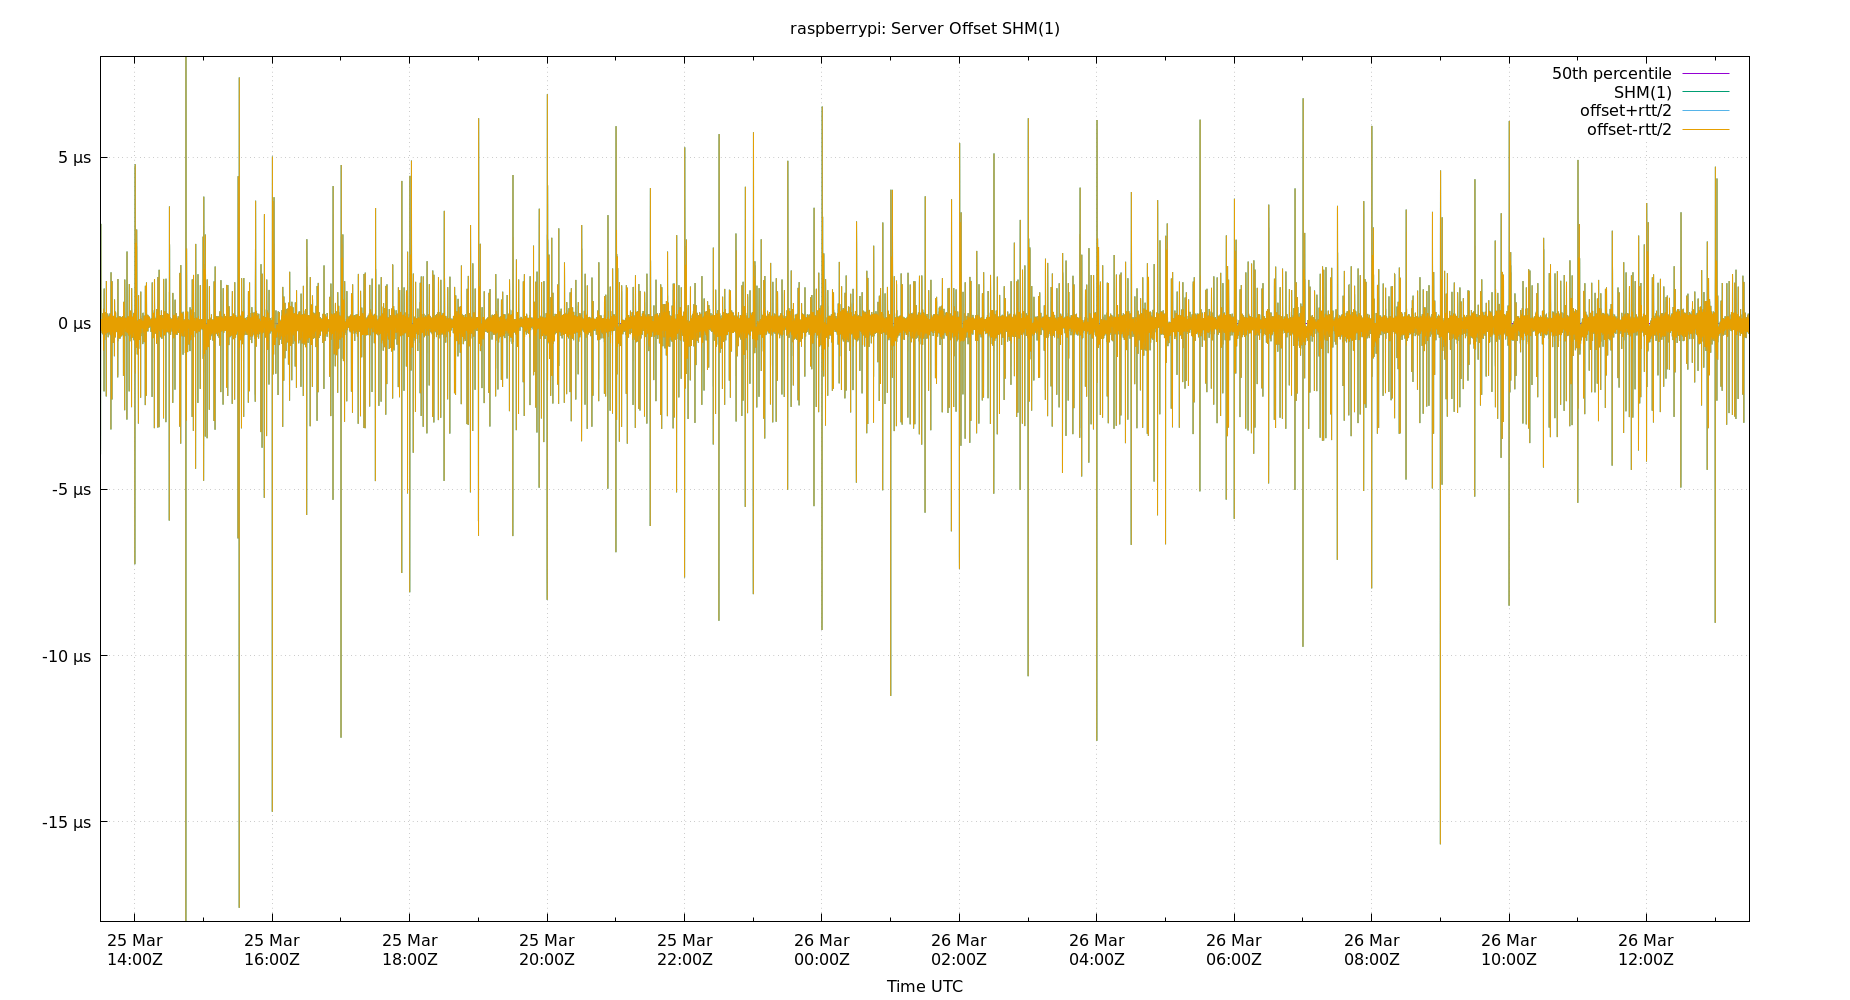 raspberrypi: Server Offset SHM(1)
50th percentile
SHM(1)
offset+rtt/2
offset-rtt/2
5 µs
0 µs
-5 µs
-10 µs
-15 µs
25 Mar 25 Mar 25 Mar 25 Mar 25 Mar 26 Mar 26 Mar 26 Mar 26 Mar 26 Mar 26 Mar 26 Mar
14:00Z 16:00Z 18:00Z 20:00Z 22:00Z 00:00Z 02:00Z 04:00Z 06:00Z 08:00Z 10:00Z 12:00Z
Time UTC